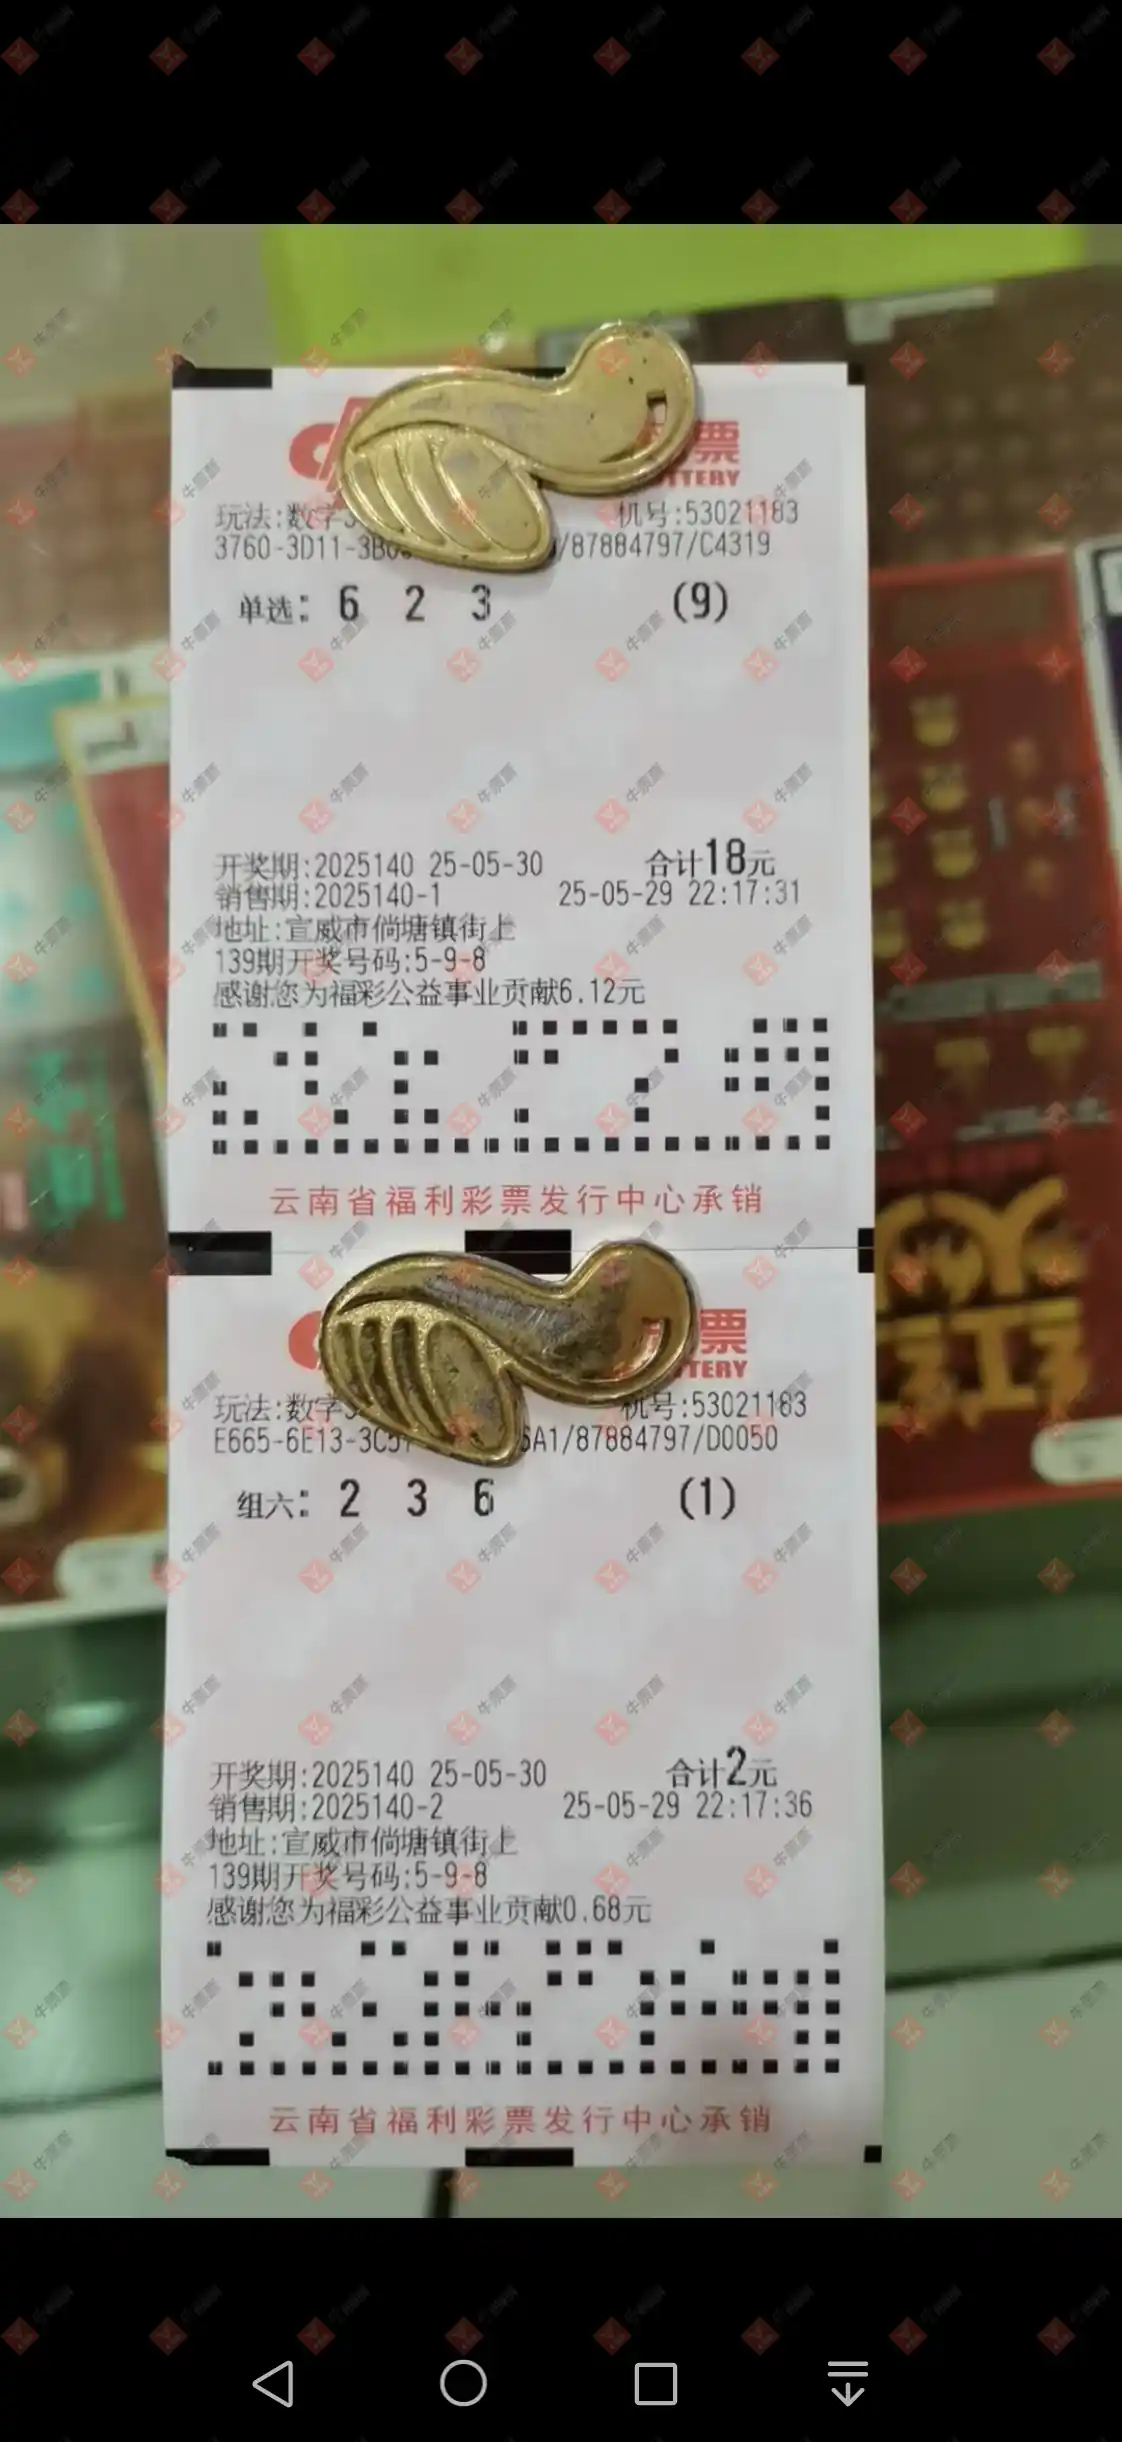 票
TTERY
玩法:数字3 机号:53021183
3760-3D11-3B0 /87884797/C4319
单选: 6 2 3 (9)
开奖期:2025140 25-05-30 合计18元
销售期:2025140-1 25-05-29 22:17:31
地址:宣威市倘塘镇街上
139期开奖号码:5-9-8
感谢您为福彩公益事业贡献6.12元
云南省福利彩票发行中心承销
票
TTERY
玩法:数字3 机号:53021183
E665-6E13-3C5 6A1/87884797/D0050
组六: 2 3 6 (1)
开奖期:2025140 25-05-30 合计2元
销售期:2025140-2 25-05-29 22:17:36
地址:宣威市倘塘镇街上
139期开奖号码:5-9-8
感谢您为福彩公益事业贡献0.68元
云南省福利彩票发行中心承销